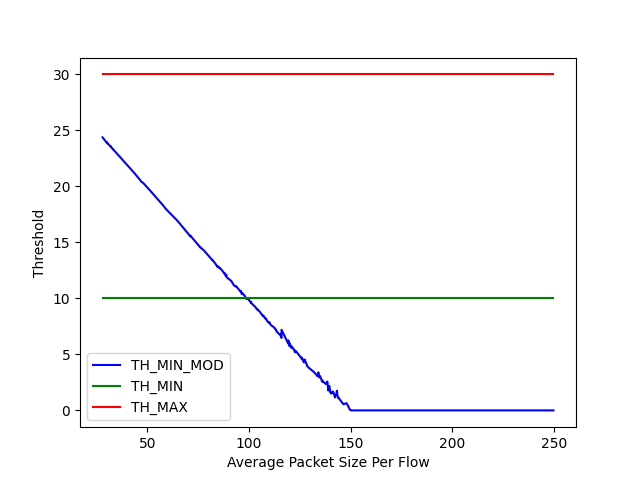 30
25
20
15
10
5
0
Threshold
TH_MIN_MOD
TH_MIN
TH_MAX
50
100
150
200
250
Average Packet Size Per Flow